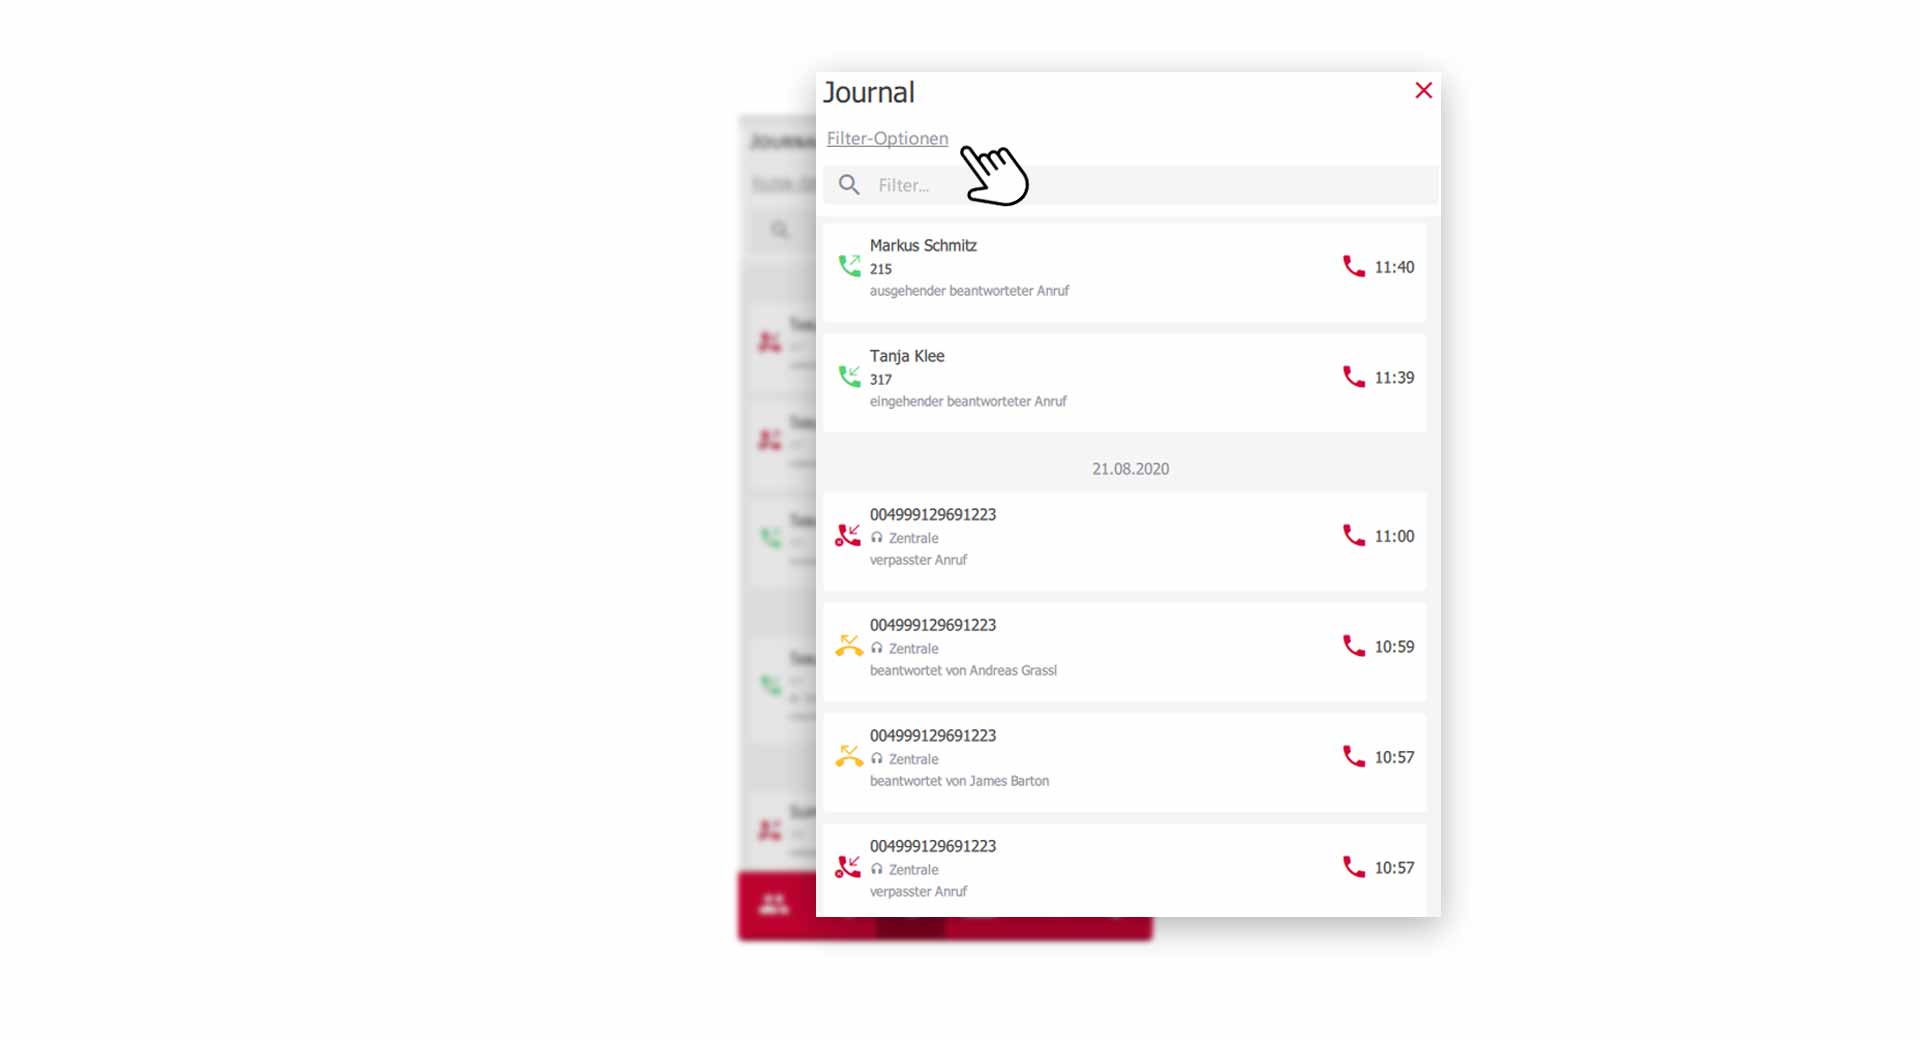 Journal
Filter-Optionen
Filter...
Markus Schmitz
215
ausgehender beantworteter Anruf
11:40
Tanja Klee
317
eingehender beantworteter Anruf
11:39
21.08.2020
004999129691223
Zentrale
verpasster Anruf
11:00
004999129691223
Zentrale
beantwortet von Andreas Grassl
10:59
004999129691223
Zentrale
beantwortet von James Barton
10:57
004999129691223
Zentrale
verpasster Anruf
10:57